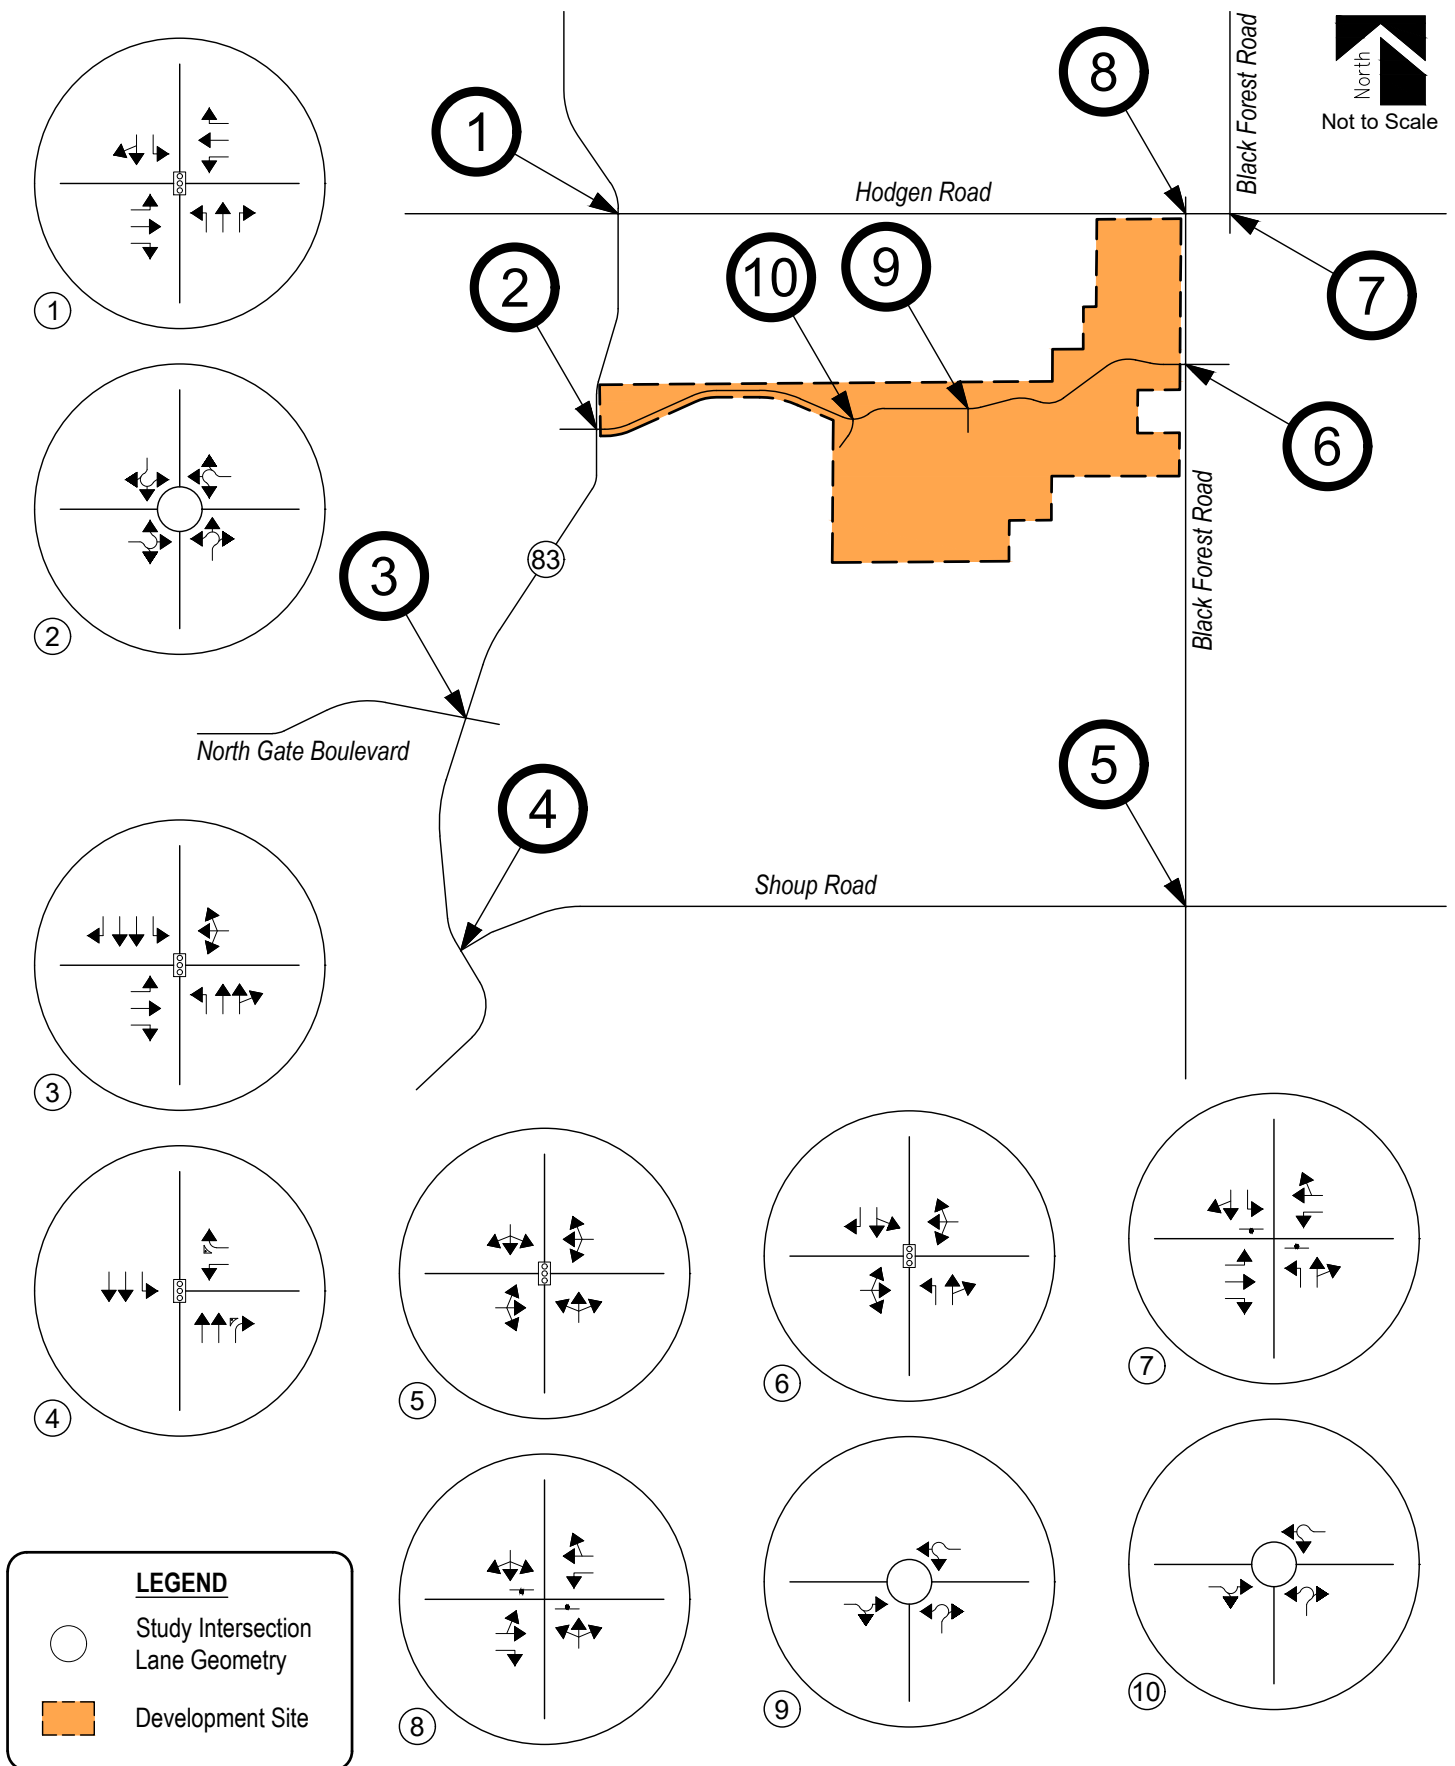 Black Forest Road
North
Not to Scale
8
1
Hodgen Road
1
2
10
9
7
2
6
3
83
Black Forest Road
North Gate Boulevard
5
4
Shoup Road
3
4
5
6
7
LEGEND
Study Intersection
Lane Geometry
Development Site
8
9
10